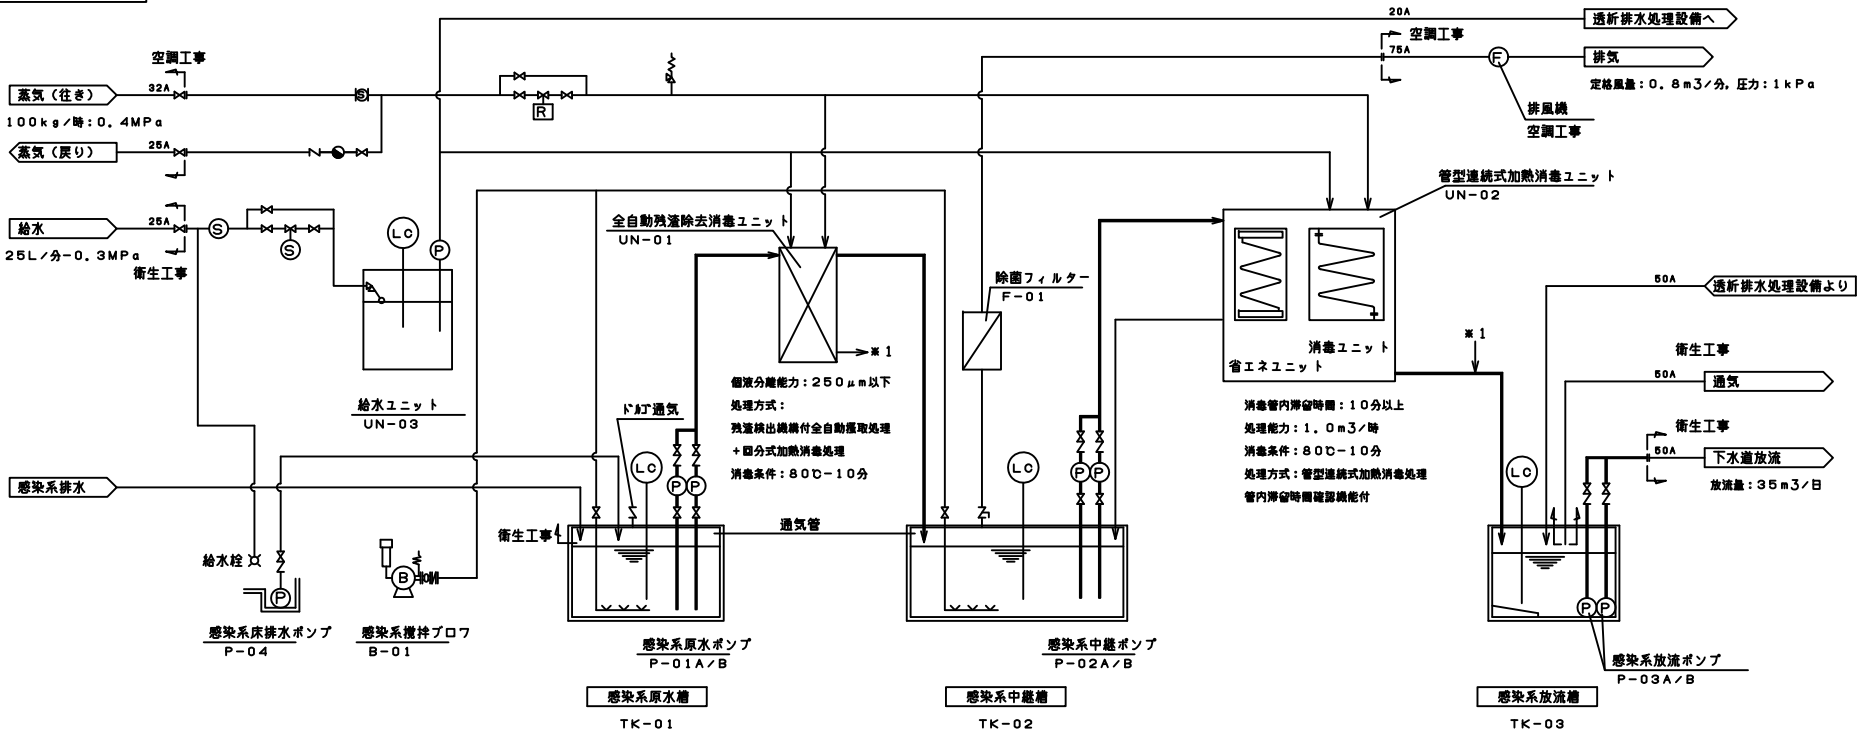 20A
透析排水処理設備へ
空調工事
75A
F
排気
定格風量：0．8m3/分，圧力：1kPa
排風機
空調工事
空調工事
32A
蒸気（往き）
100kg/時：0．4MPa
S
R
25A
蒸気（戻り）
25A
給水
25L/分-0．3MPa
衛生工事
S
S
LC
P
給水ユニット
UN-03
全自動残渣除去消毒ユニット
UN-01
※1
個液分離能力：250μm以下
処理方式：
残渣検出機構付全自動掻取処理
+回分式加熱消毒処理
消毒条件：80℃-10分
除菌フィルター
F-01
管型連続式加熱消毒ユニット
UN-02
消毒ユニット
省エネユニット
消毒管内滞留時間：10分以上
処理能力：1．0m3/時
消毒条件：80℃-10分
処理方式：管型連続式加熱消毒処理
管内滞留時間確認機能付
※1
50A
透析排水処理設備より
衛生工事
50A
通気
衛生工事
50A
下水道放流
放流量：35m3/日
感染系排水
ドルゴ通気
LC
P
P
衛生工事
通気管
LC
P
P
LC
P
P
給水栓
P
感染系床排水ポンプ
P-04
B
感染系攪拌ブロワ
B-01
感染系原水ポンプ
P-01A/B
感染系原水槽
TK-01
感染系中継ポンプ
P-02A/B
感染系中継槽
TK-02
感染系放流ポンプ
P-03A/B
感染系放流槽
TK-03